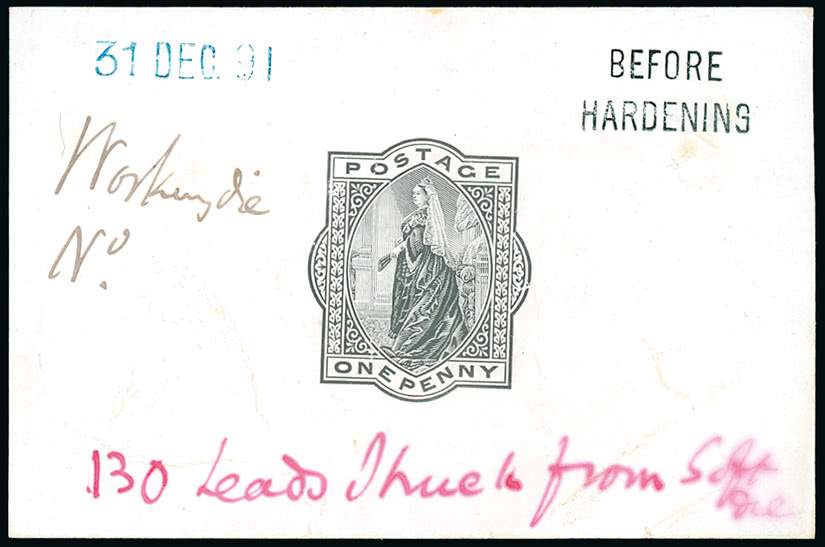 31 DEC 91
BEFORE
HARDENING
Working die
No.
POSTAGE
ONE PENNY
130 Leads Struck from Soft
die